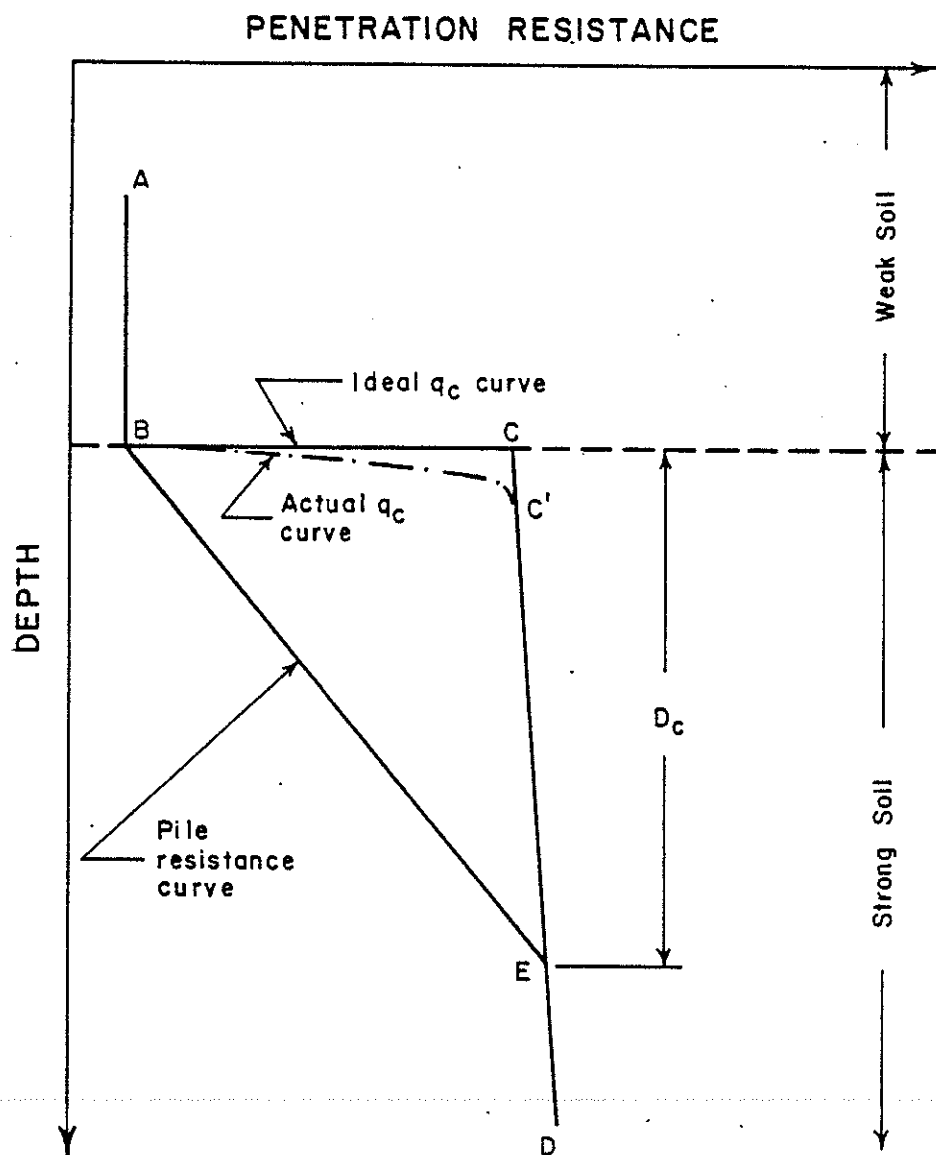 PENETRATION RESISTANCE
A
Weak Soil
Ideal qc curve
B
C
Actual qc
curve
C'
DEPTH
Dc
Pile
resistance
curve
Strong Soil
E
D